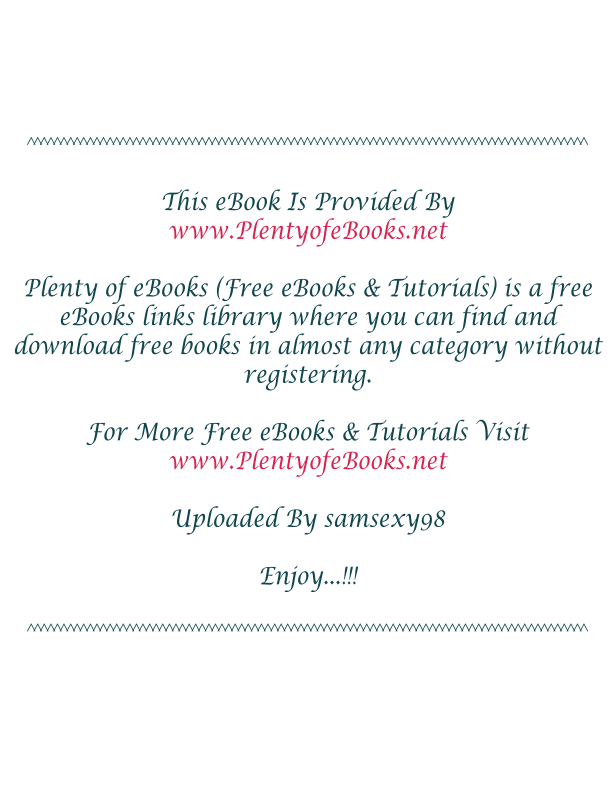 ^^^^^^^^^^^^^^^^^^^^^^^^^^^^^^^^^^^^^^^^^^^^^^^^^^^^^^^^^^^^^^^^^^^^^^
This eBook Is Provided By
www.PlentyofeBooks.net
Plenty of eBooks (Free eBooks & Tutorials) is a free
eBooks links library where you can find and
download free books in almost any category without
registering.
For More Free eBooks & Tutorials Visit
www.PlentyofeBooks.net
Uploaded By samsexy98
Enjoy...!!!
^^^^^^^^^^^^^^^^^^^^^^^^^^^^^^^^^^^^^^^^^^^^^^^^^^^^^^^^^^^^^^^^^^^^^^